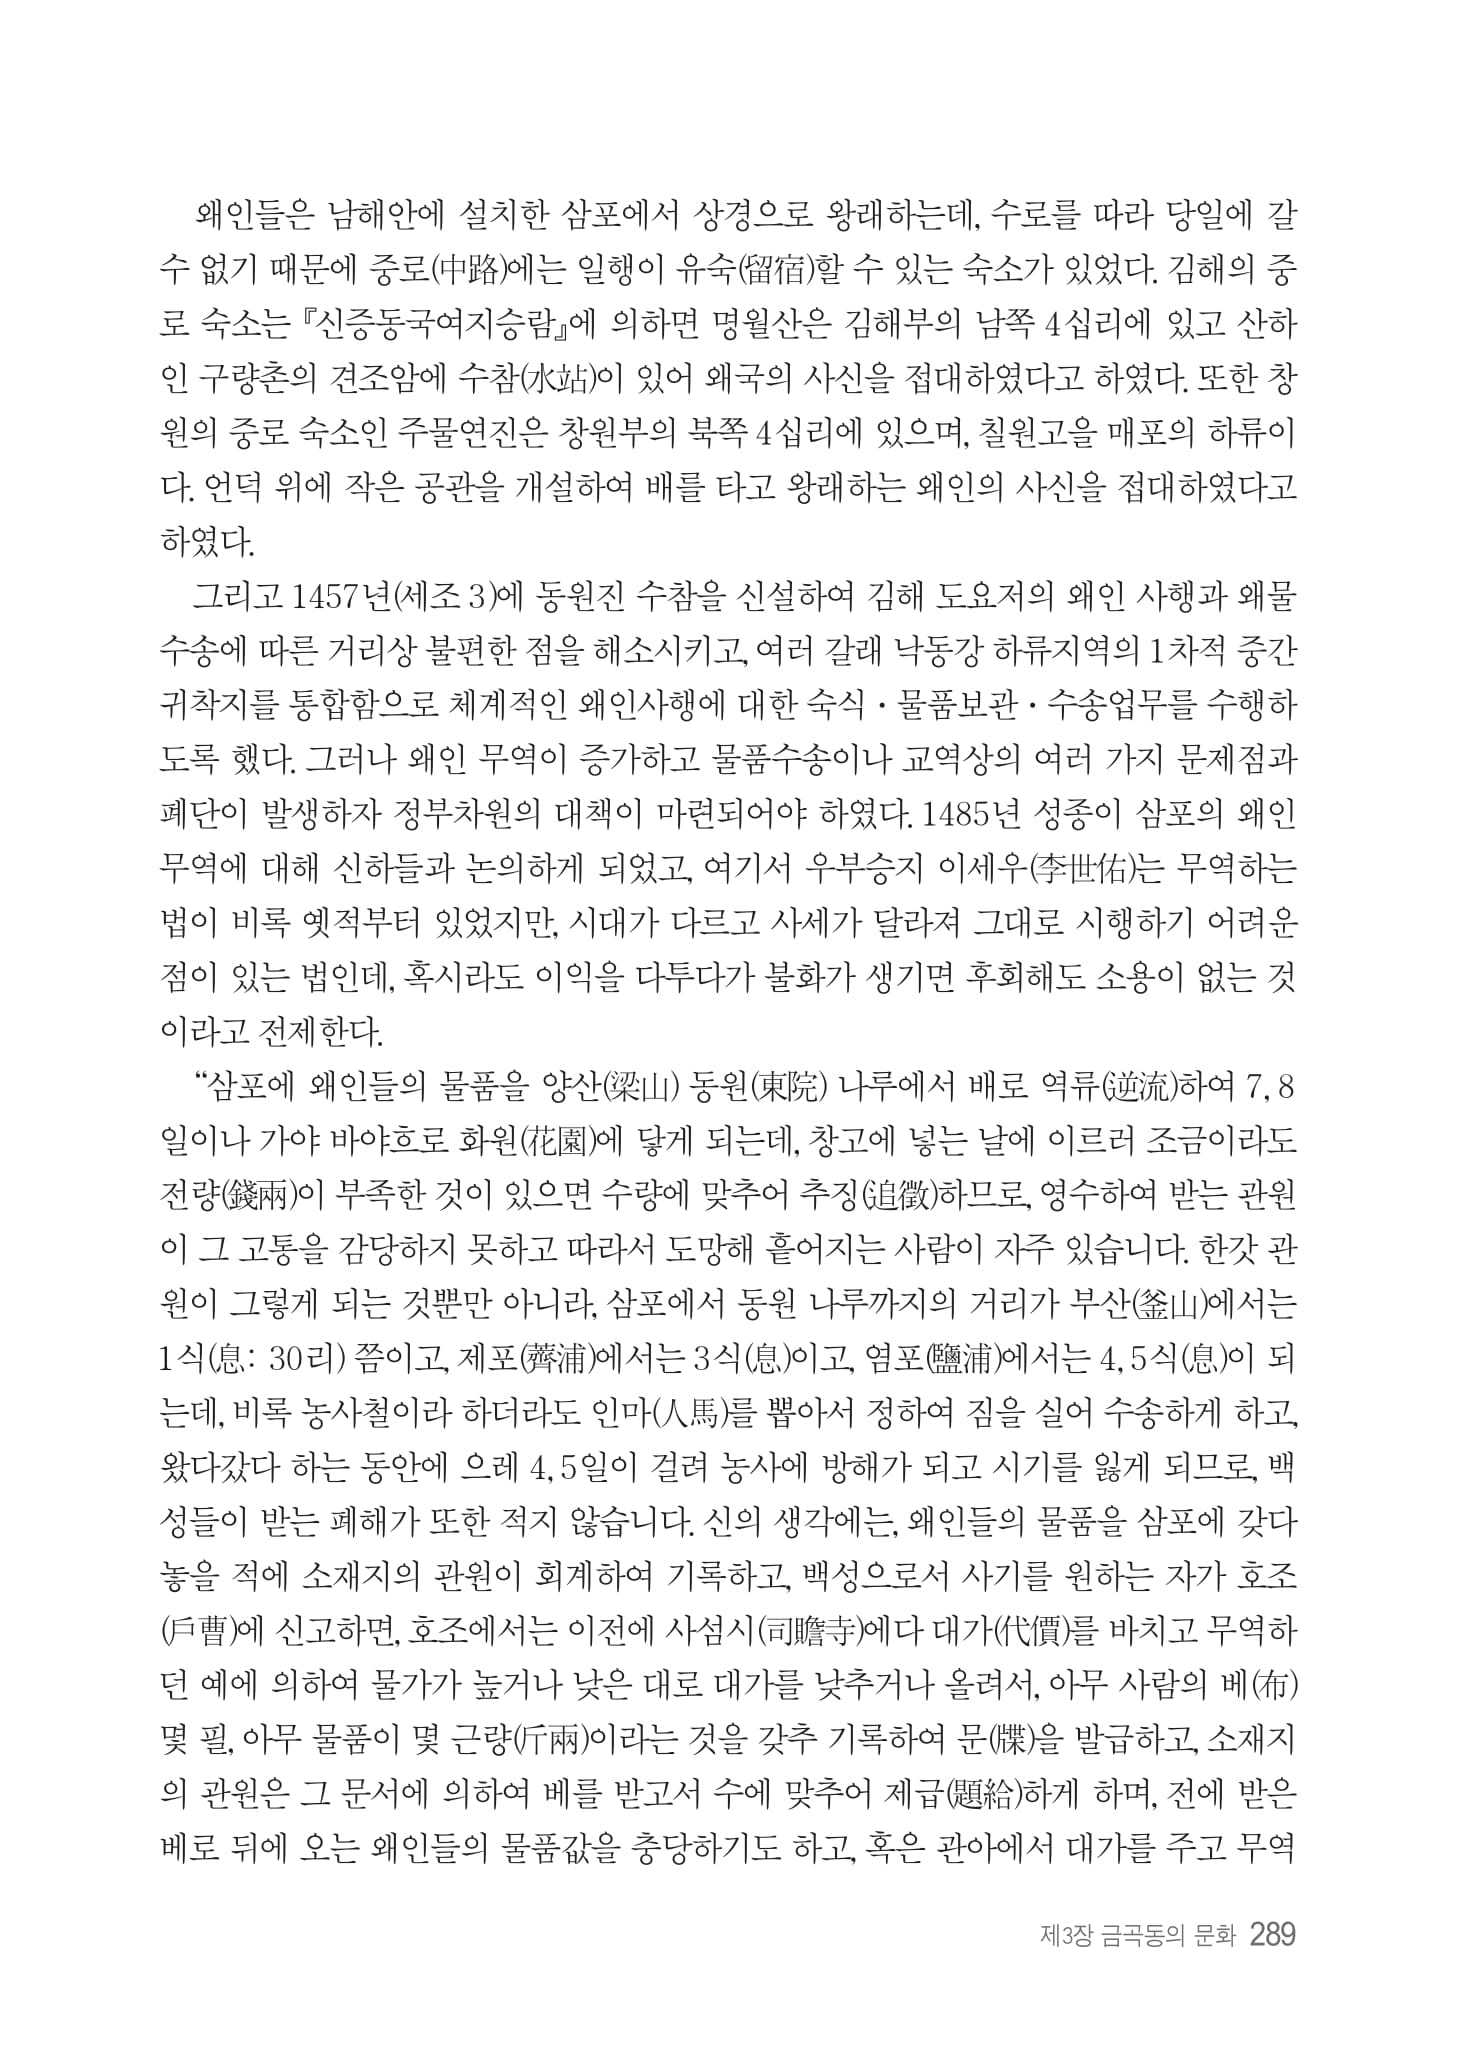 왜인들은 남해안에 설치한 삼포에서 상경으로 왕래하는데, 수로를 따라 당일에 갈
수 없기 때문에 중로(中路)에는 일행이 유숙(留宿)할 수 있는 숙소가 있었다. 김해의 중
로 숙소는 『신증동국여지승람』에 의하면 명월산은 김해부의 남쪽 4십리에 있고 산하
인 구량촌의 견조암에 수참(水站)이 있어 왜국의 사신을 접대하였다고 하였다. 또한 창
원의 중로 숙소인 주물연진은 창원부의 북쪽 4십리에 있으며, 칠원고을 매포의 하류이
다. 언덕 위에 작은 공관을 개설하여 배를 타고 왕래하는 왜인의 사신을 접대하였다고
하였다.
그리고 1457년(세조 3)에 동원진 수참을 신설하여 김해 도요저의 왜인 사행과 왜물
수송에 따른 거리상 불편한 점을 해소시키고, 여러 갈래 낙동강 하류지역의 1차적 중간
귀착지를 통합함으로 체계적인 왜인사행에 대한 숙식·물품보관·수송업무를 수행하
도록 했다. 그러나 왜인 무역이 증가하고 물품수송이나 교역상의 여러 가지 문제점과
폐단이 발생하자 정부차원의 대책이 마련되어야 하였다. 1485년 성종이 삼포의 왜인
무역에 대해 신하들과 논의하게 되었고, 여기서 우부승지 이세우(李世佑)는 무역하는
법이 비록 옛적부터 있었지만, 시대가 다르고 사세가 달라져 그대로 시행하기 어려운
점이 있는 법인데, 혹시라도 이익을 다투다가 불화가 생기면 후회해도 소용이 없는 것
이라고 전제한다.
“삼포에 왜인들의 물품을 양산(梁山) 동원(東院) 나루에서 배로 역류(逆流)하여 7, 8
일이나 가야 바야흐로 화원(花園)에 닿게 되는데, 창고에 넣는 날에 이르러 조금이라도
전량(錢兩)이 부족한 것이 있으면 수량에 맞추어 추징(追徵)하므로, 영수하여 받는 관원
이 그 고통을 감당하지 못하고 따라서 도망해 흩어지는 사람이 자주 있습니다. 한갓 관
원이 그렇게 되는 것뿐만 아니라, 삼포에서 동원 나루까지의 거리가 부산(釜山)에서는
1식(息: 30리) 쯤이고, 제포(薺浦)에서는 3식(息)이고, 염포(鹽浦)에서는 4, 5식(息)이 되
는데, 비록 농사철이라 하더라도 인마(人馬)를 뽑아서 정하여 짐을 실어 수송하게 하고,
왔다갔다 하는 동안에 으레 4, 5일이 걸려 농사에 방해가 되고 시기를 잃게 되므로, 백
성들이 받는 폐해가 또한 적지 않습니다. 신의 생각에는, 왜인들의 물품을 삼포에 갖다
놓을 적에 소재지의 관원이 회계하여 기록하고, 백성으로서 사기를 원하는 자가 호조
(戶曹)에 신고하면, 호조에서는 이전에 사섬시(司贍寺)에다 대가(代價)를 바치고 무역하
던 예에 의하여 물가가 높거나 낮은 대로 대가를 낮추거나 올려서, 아무 사람의 베(布)
몇 필, 아무 물품이 몇 근량(斤兩)이라는 것을 갖추 기록하여 문(牒)을 발급하고, 소재지
의 관원은 그 문서에 의하여 베를 받고서 수에 맞추어 제급(題給)하게 하며, 전에 받은
베로 뒤에 오는 왜인들의 물품값을 충당하기도 하고, 혹은 관아에서 대가를 주고 무역
제3장 금곡동의 문화 289